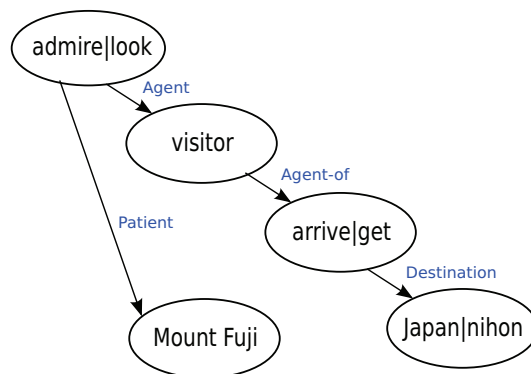 admire|look
Agent
visitor
Agent-of
arrive|get
Patient
Destination
Mount Fuji
Japan|nihon